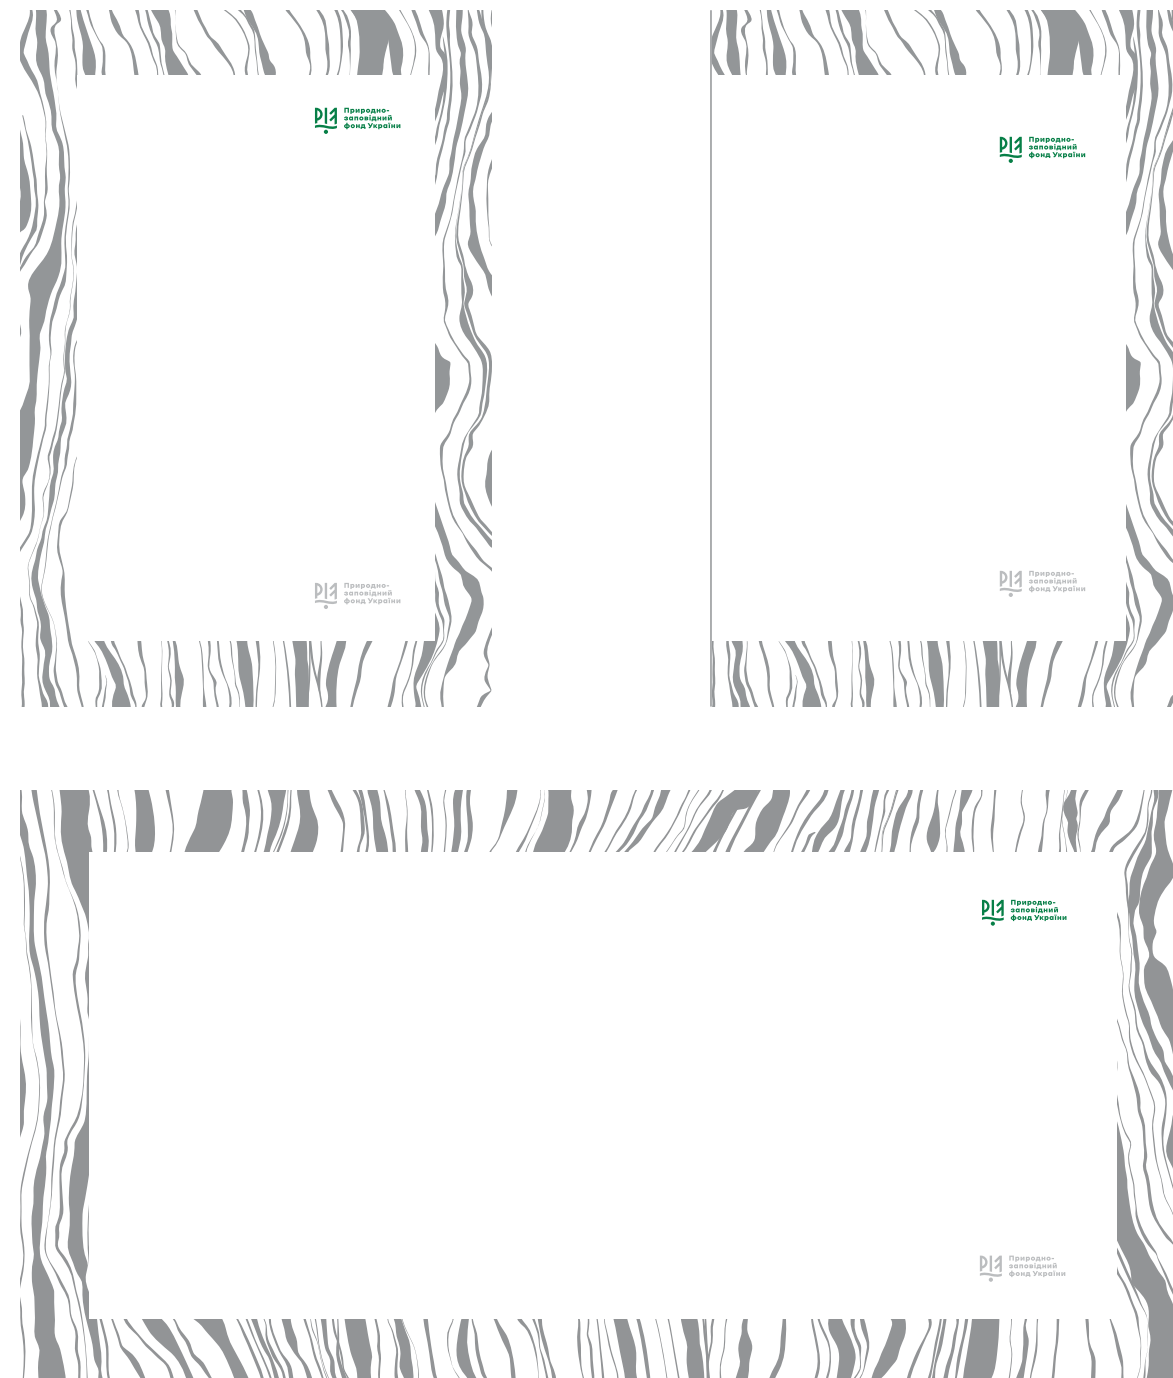 Природно-
заповідний
фонд України
Природно-
заповідний
фонд України
Природно-
заповідний
фонд України
Природно-
заповідний
фонд України
Природно-
заповідний
фонд України
Природно-
заповідний
фонд України